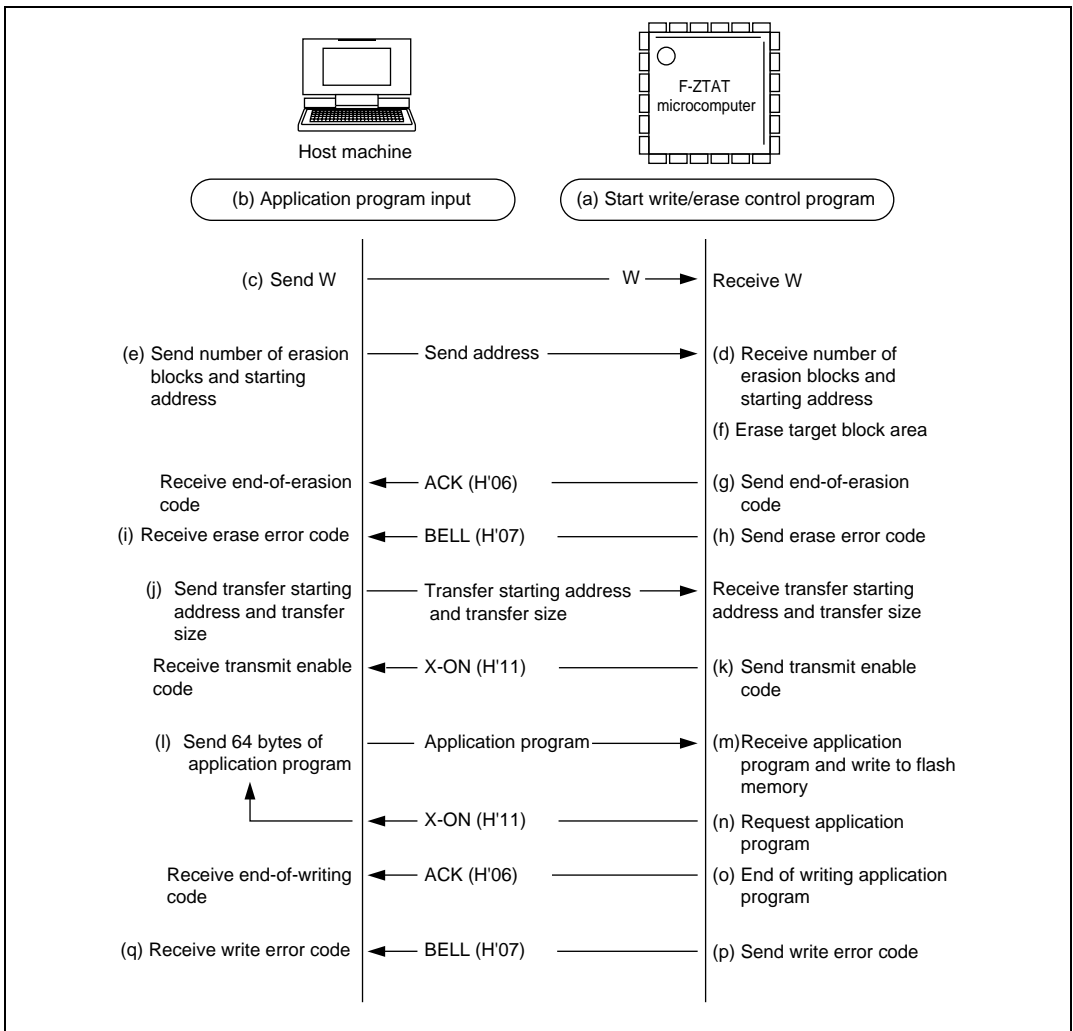 F-ZTAT
microcomputer
Host machine
(b) Application program input
(a) Start write/erase control program
(c) Send W
W
Receive W
(e) Send number of erasion
blocks and starting
address
Send address
(d) Receive number of
erasion blocks and
starting address
(f) Erase target block area
Receive end-of-erasion
code
ACK (H'06)
(g) Send end-of-erasion
code
(i) Receive erase error code
BELL (H'07)
(h) Send erase error code
(j) Send transfer starting
address and transfer
size
Transfer starting address
and transfer size
Receive transfer starting
address and transfer size
Receive transmit enable
code
X-ON (H'11)
(k) Send transmit enable
code
(l) Send 64 bytes of
application program
Application program
(m)Receive application
program and write to flash
memory
X-ON (H'11)
(n) Request application
program
Receive end-of-writing
code
ACK (H'06)
(o) End of writing application
program
(q) Receive write error code
BELL (H'07)
(p) Send write error code